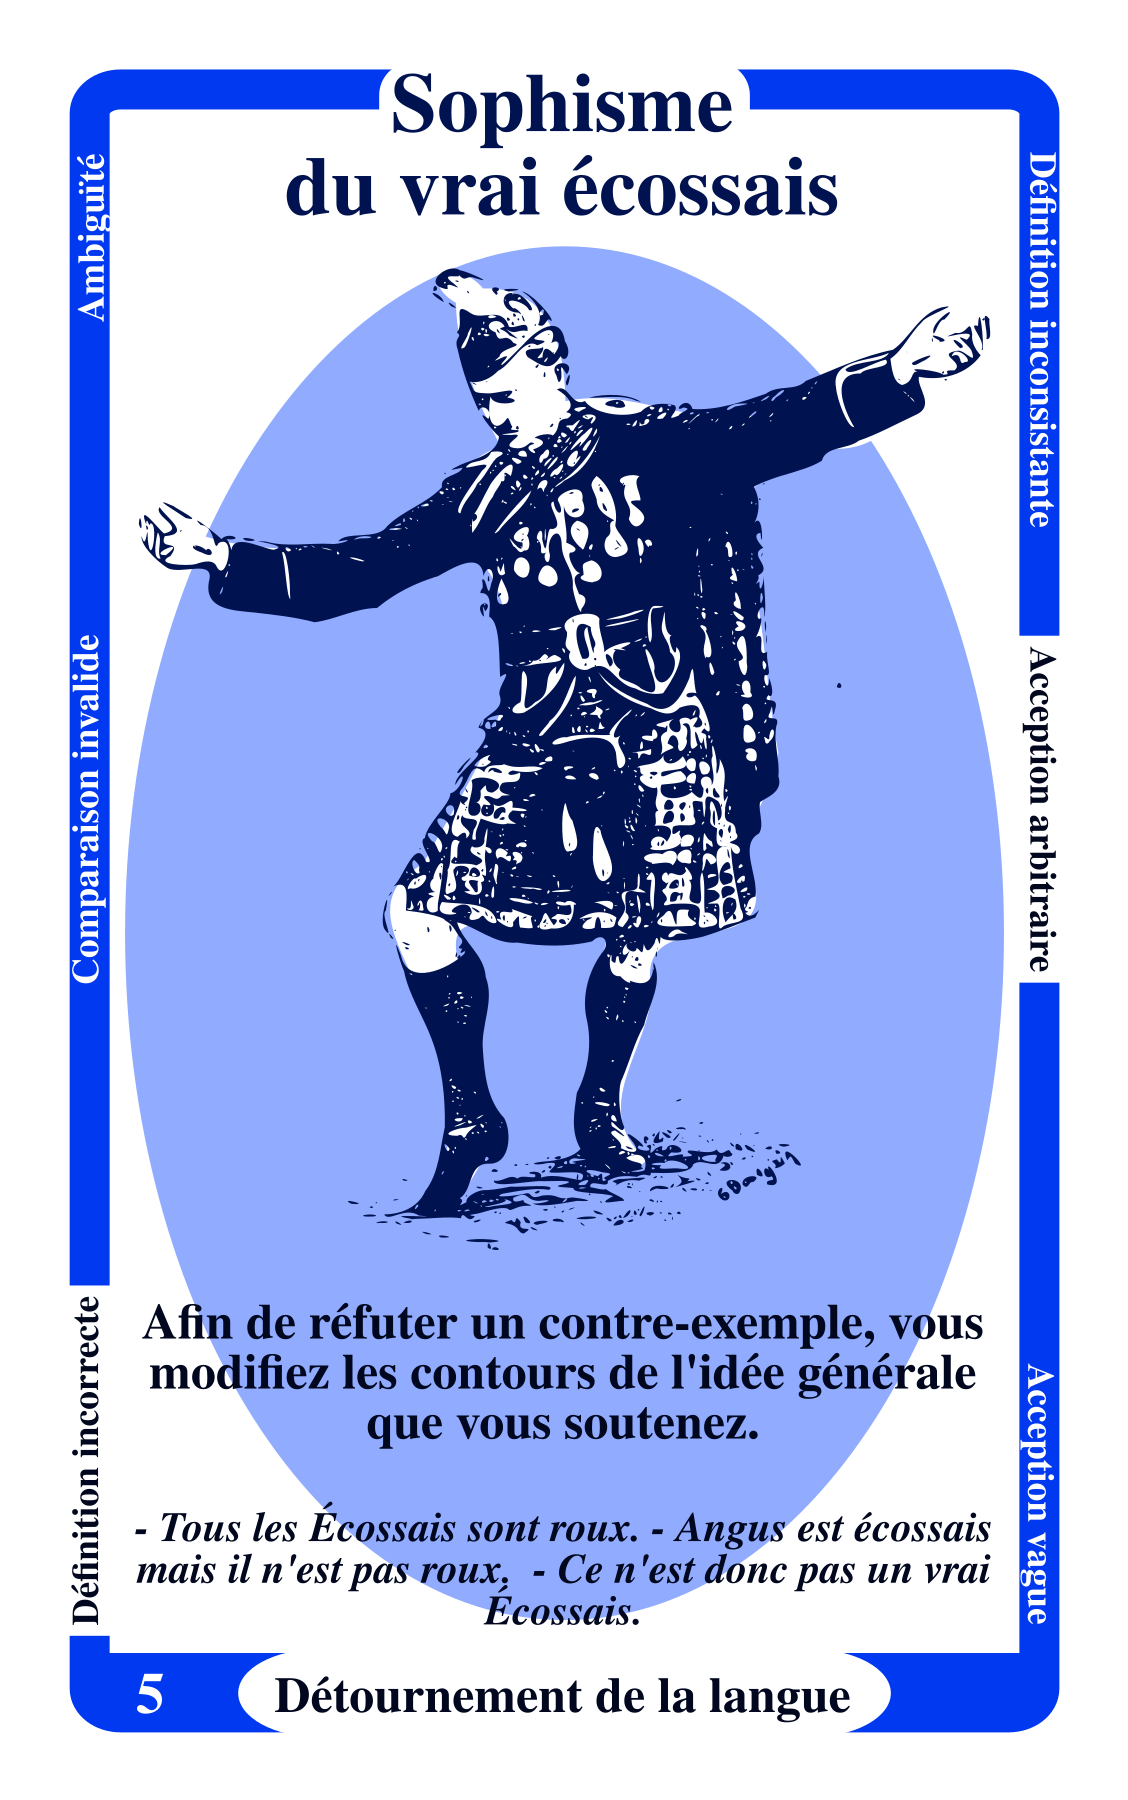 Sophisme
du vrai écossais
Ambiguïté
Comparaison invalide
Définition incorrecte
Définition inconsistante
Acception arbitraire
Acception vague
Afin de réfuter un contre-exemple, vous
modifiez les contours de l'idée générale
que vous soutenez.
- Tous les Écossais sont roux. - Angus est écossais
mais il n'est pas roux.  - Ce n'est donc pas un vrai
Écossais.
5
Détournement de la langue